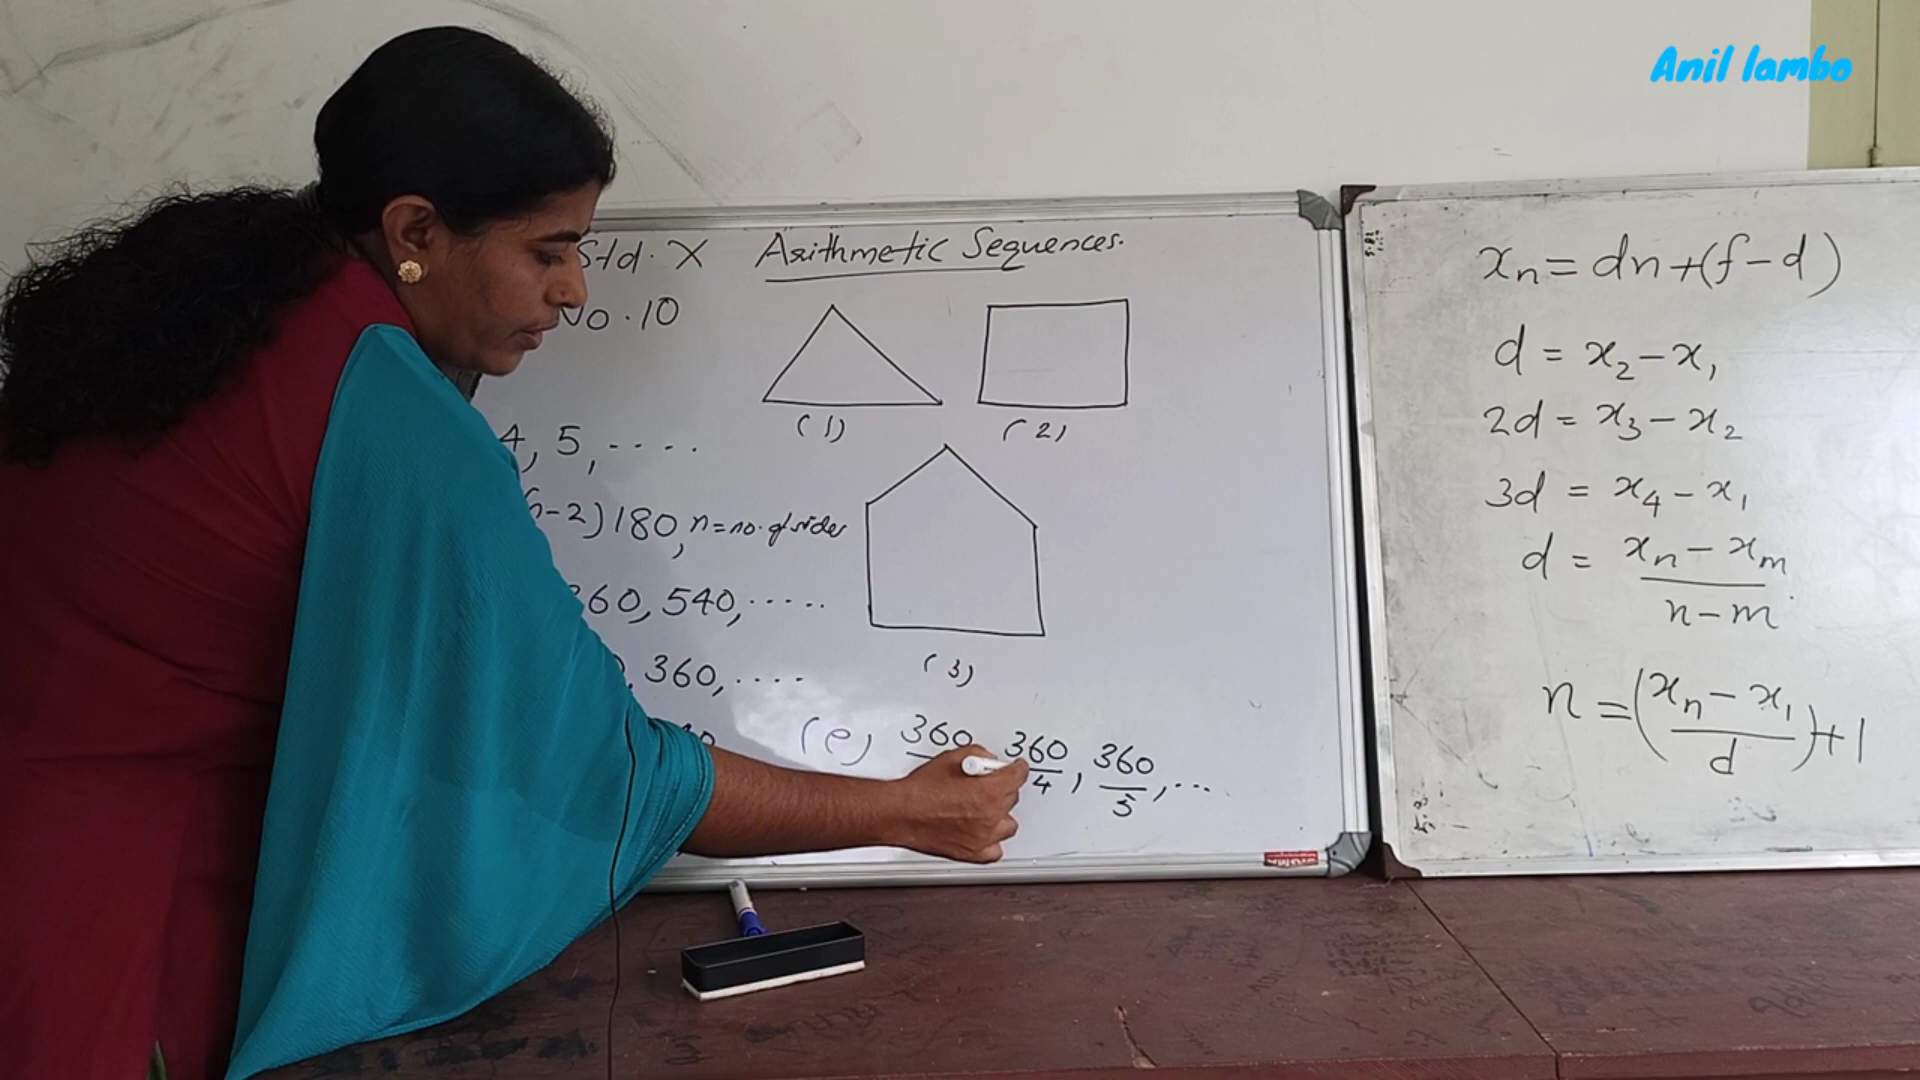 Anil lambo
Std. X Arithmetic Sequences.
No. 10
(1) (2)
4, 5, ....
-2)180, n=no. of sides
360, 540, .....
, 360, ....
(3)
(e) 360, 360/4, 360/5, ...
xₙ = dn+(f-d)
d = x₂-x₁
2d = x₃-x₂
3d = x₄-x₁
d = xₙ-xₘ/n-m
n = (xₙ-x₁/d)+1